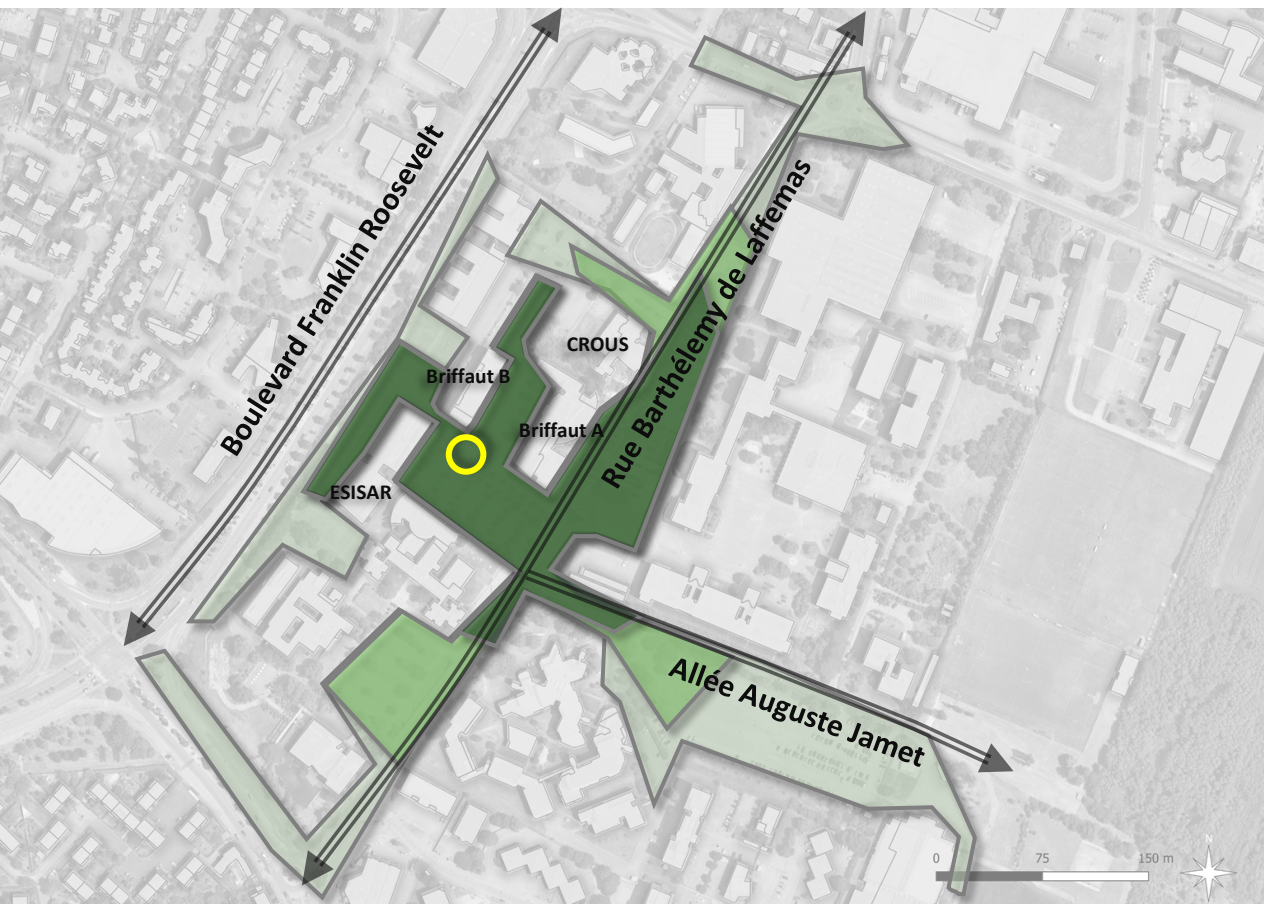 Boulevard Franklin Roosevelt
Rue Barthélemy de Laffemas
CROUS
Briffaut B
Briffaut A
ESISAR
Allée Auguste Jamet
N
0 75 150 m